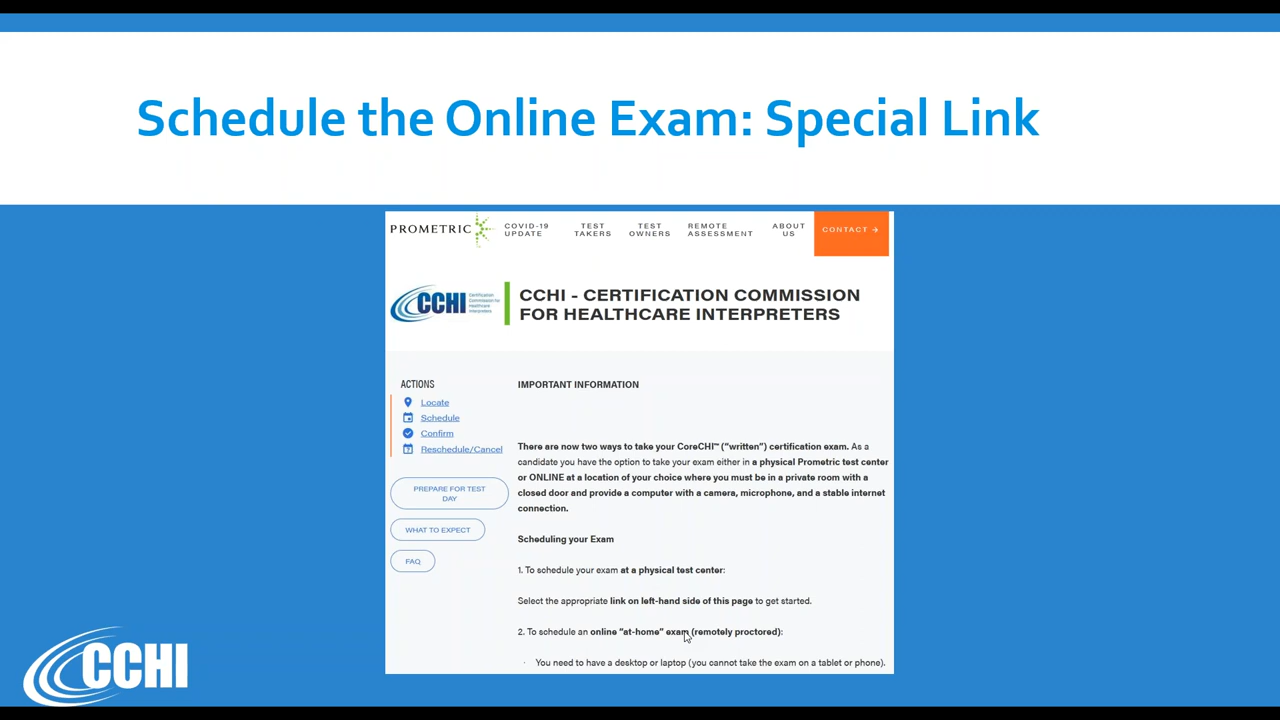 Schedule the Online Exam: Special Link
PROMETRIC
COVID-19
UPDATE
TEST
TAKERS
TEST
OWNERS
REMOTE
ASSESSMENT
ABOUT
US
CONTACT →
CCHI
Certification
Commission for
Healthcare
Interpreters
CCHI - CERTIFICATION COMMISSION
FOR HEALTHCARE INTERPRETERS
ACTIONS
Locate
Schedule
Confirm
Reschedule/Cancel
PREPARE FOR TEST
DAY
WHAT TO EXPECT
FAQ
IMPORTANT INFORMATION
There are now two ways to take your CoreCHI™ (“written”) certification exam. As a
candidate you have the option to take your exam either in a physical Prometric test center
or ONLINE at a location of your choice where you must be in a private room with a
closed door and provide a computer with a camera, microphone, and a stable internet
connection.
Scheduling your Exam
1. To schedule your exam at a physical test center:
Select the appropriate link on left-hand side of this page to get started.
2. To schedule an online “at-home” exam (remotely proctored):
· You need to have a desktop or laptop (you cannot take the exam on a tablet or phone).
CCHI